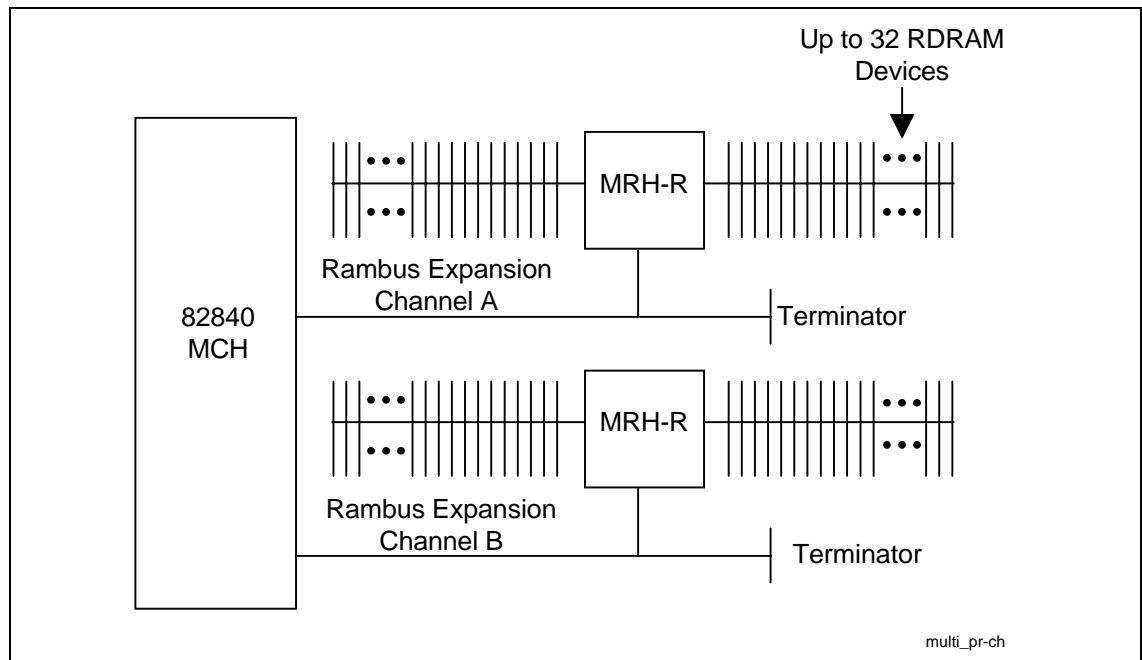 Up to 32 RDRAM
Devices
MRH-R
Rambus Expansion
Channel A
82840
MCH
Terminator
MRH-R
Rambus Expansion
Channel B
Terminator
multi_pr-ch